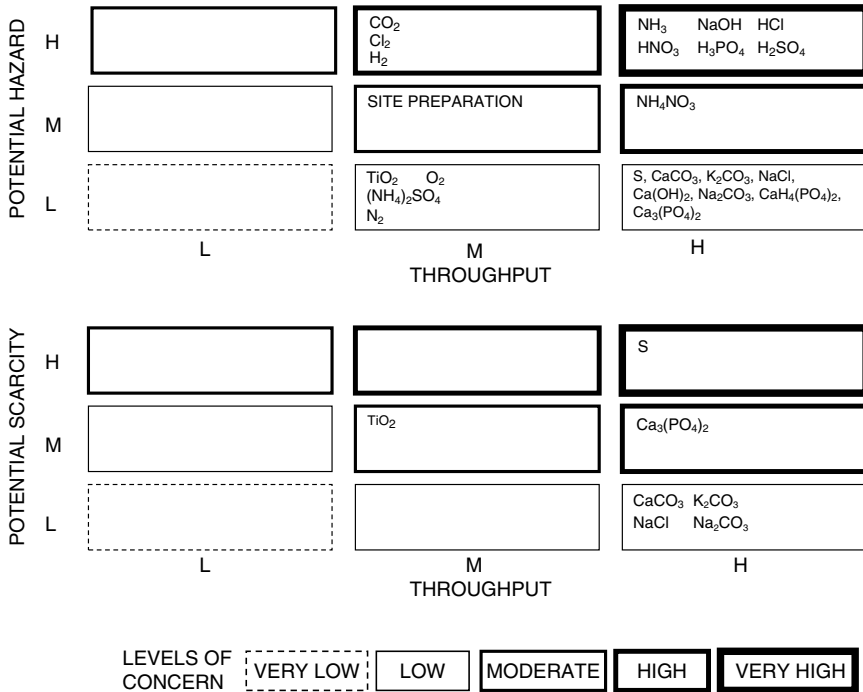 POTENTIAL HAZARD
H
CO₂
Cl₂
H₂
NH₃ NaOH HCl
HNO₃ H₃PO₄ H₂SO₄
M
SITE PREPARATION
NH₄NO₃
L
TiO₂ O₂
(NH₄)₂SO₄
N₂
S, CaCO₃, K₂CO₃, NaCl,
Ca(OH)₂, Na₂CO₃, CaH₄(PO₄)₂,
Ca₃(PO₄)₂
L M H
THROUGHPUT
POTENTIAL SCARCITY
H
S
M
TiO₂
Ca₃(PO₄)₂
L
CaCO₃ K₂CO₃
NaCl Na₂CO₃
L M H
THROUGHPUT
LEVELS OF
CONCERN
VERY LOW LOW MODERATE HIGH VERY HIGH